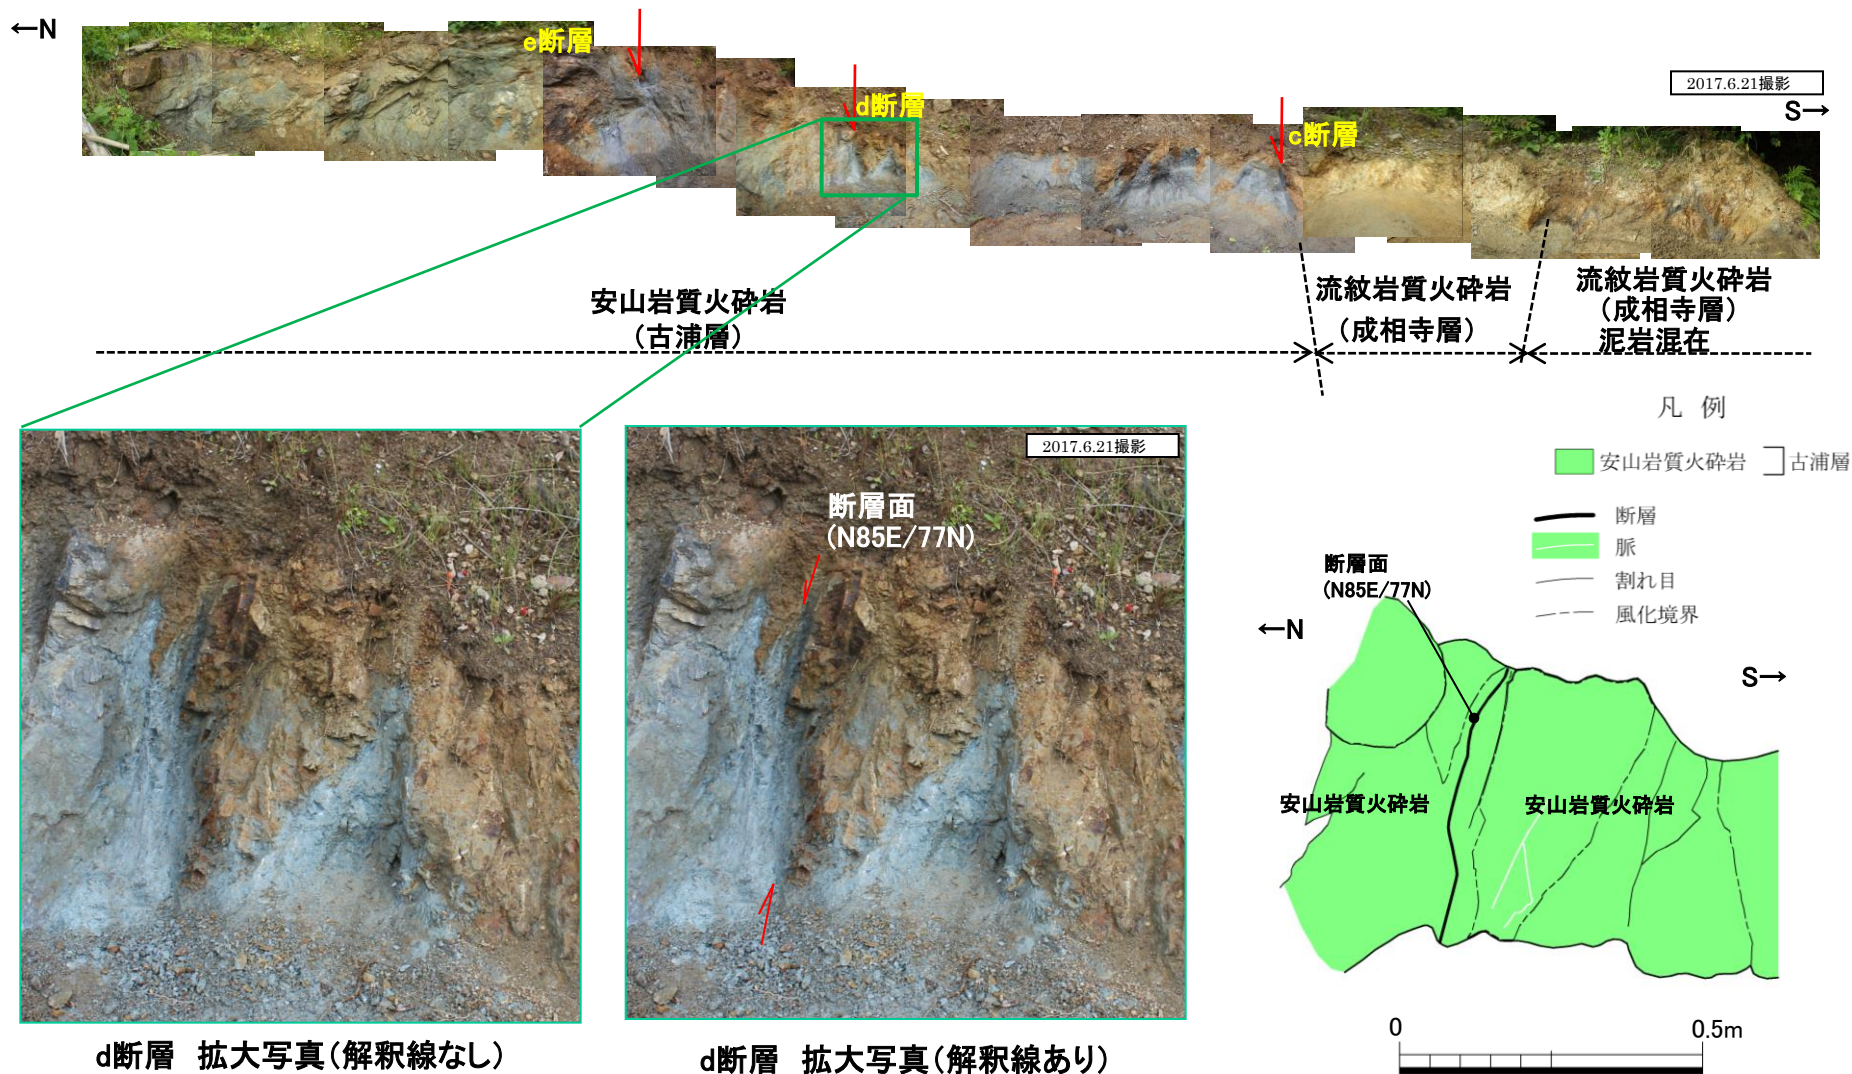 ←N
e断層
d断層
c断層
2017.6.21撮影
S→
安山岩質火砕岩
(古浦層)
流紋岩質火砕岩
(成相寺層)
流紋岩質火砕岩
(成相寺層)
泥岩混在
2017.6.21撮影
断層面
(N85E/77N)
d断層 拡大写真(解釈線なし)
d断層 拡大写真(解釈線あり)
凡 例
安山岩質火砕岩 古浦層
断層
脈
割れ目
風化境界
断層面
(N85E/77N)
←N
S→
安山岩質火砕岩
安山岩質火砕岩
0 0.5m